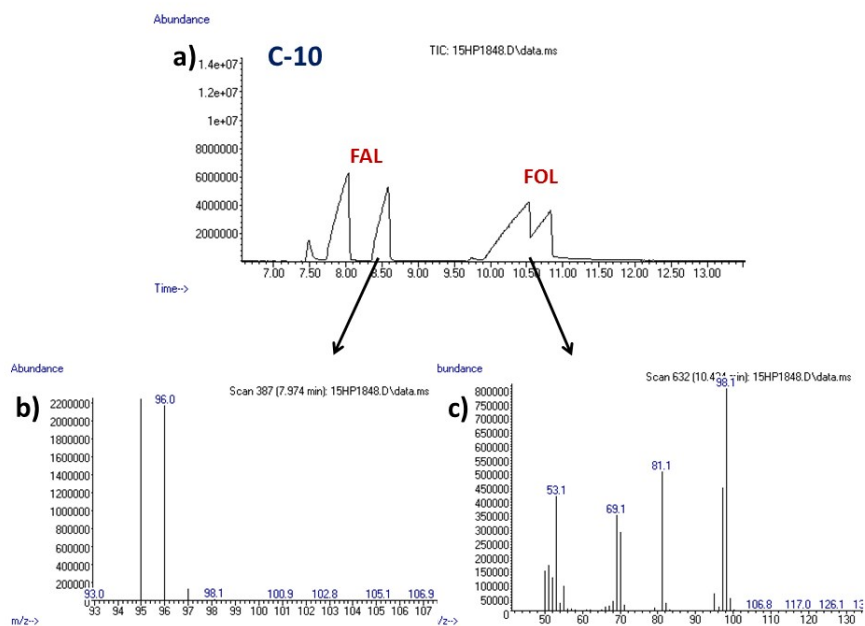 Abundance
a)
C-10
TIC: 15HP1848.D\data.ms
1.4e+07
1.2e+07
1e+07
8000000
6000000
4000000
2000000
FAL
FOL
7.00 7.50 8.00 8.50 9.00 9.50 10.00 10.50 11.00 11.50 12.00 12.50 13.00
Time-->
Abundance
b)
Scan 387 (7.974 min): 15HP1848.D\data.ms
2200000
2000000
1800000
1600000
1400000
1200000
1000000
800000
600000
400000
200000
96.0
93.0 98.1 100.9 102.8 105.1 106.9
93 94 95 96 97 98 99 100 101 102 103 104 105 106 107
m/z-->
bundance
c)
Scan 632 (10.424 min): 15HP1848.D\data.ms
98.1
800000
750000
700000
650000
600000
550000
500000
450000
400000
350000
300000
250000
200000
150000
100000
50000
81.1
53.1
69.1
106.8 117.0 126.1 13
50 60 70 80 90 100 110 120 130
/z-->